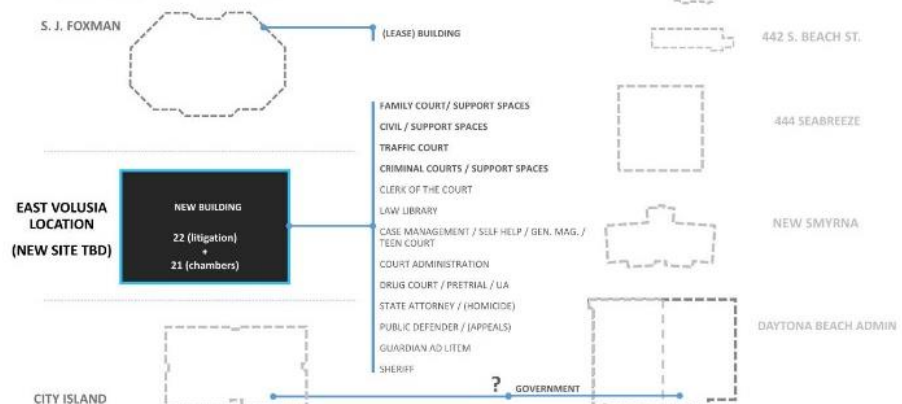 S. J. FOXMAN
(LEASE) BUILDING
442 S. BEACH ST.
444 SEABREEZE
FAMILY COURT/ SUPPORT SPACES
CIVIL / SUPPORT SPACES
TRAFFIC COURT
CRIMINAL COURTS / SUPPORT SPACES
CLERK OF THE COURT
LAW LIBRARY
CASE MANAGEMENT / SELF HELP / GEN. MAG. /
TEEN COURT
COURT ADMINISTRATION
DRUG COURT / PRETRIAL / UA
STATE ATTORNEY / (HOMICIDE)
PUBLIC DEFENDER / (APPEALS)
GUARDIAN AD LITEM
SHERIFF
EAST VOLUSIA
LOCATION
(NEW SITE TBD)
NEW BUILDING
22 (litigation)
+
21 (chambers)
NEW SMYRNA
DAYTONA BEACH ADMIN
? GOVERNMENT
CITY ISLAND